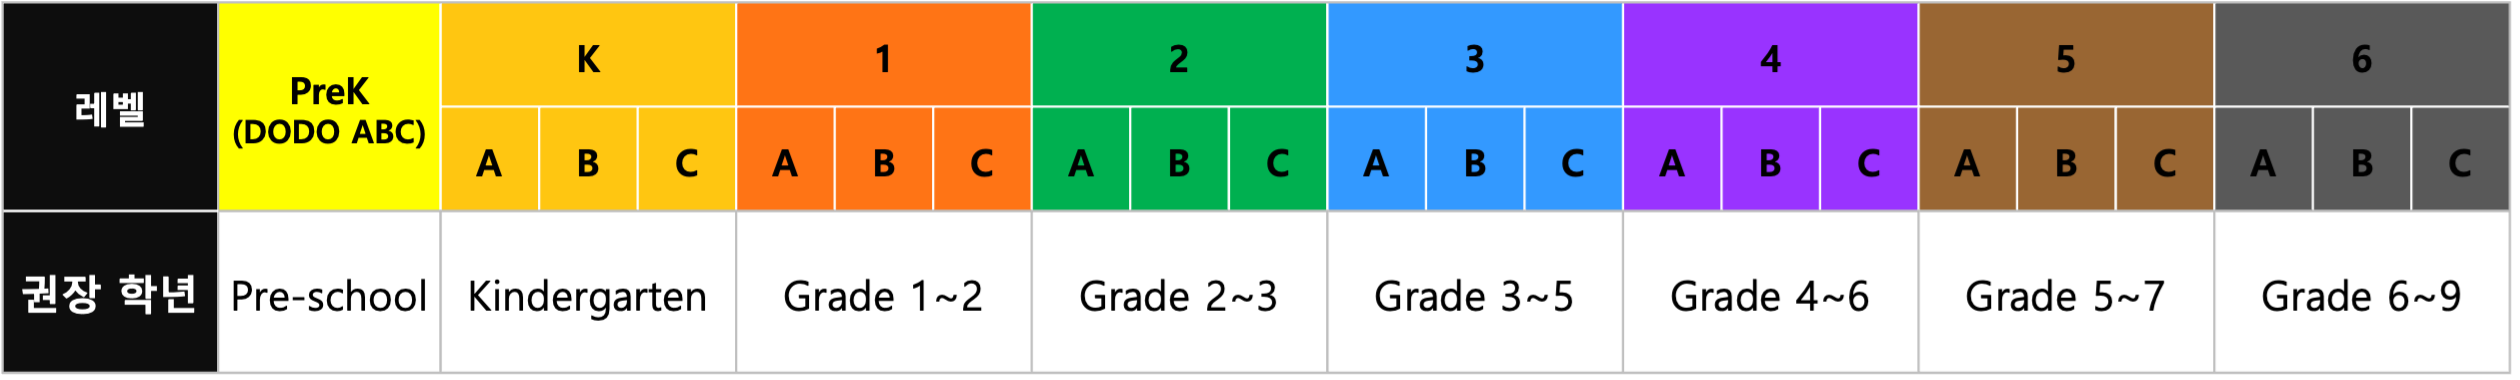 레벨
PreK
(DODO ABC)
K 1 2 3 4 5 6
A B C A B C A B C A B C A B C A B C A B C
권장 학년 Pre-school Kindergarten Grade 1~2 Grade 2~3 Grade 3~5 Grade 4~6 Grade 5~7 Grade 6~9